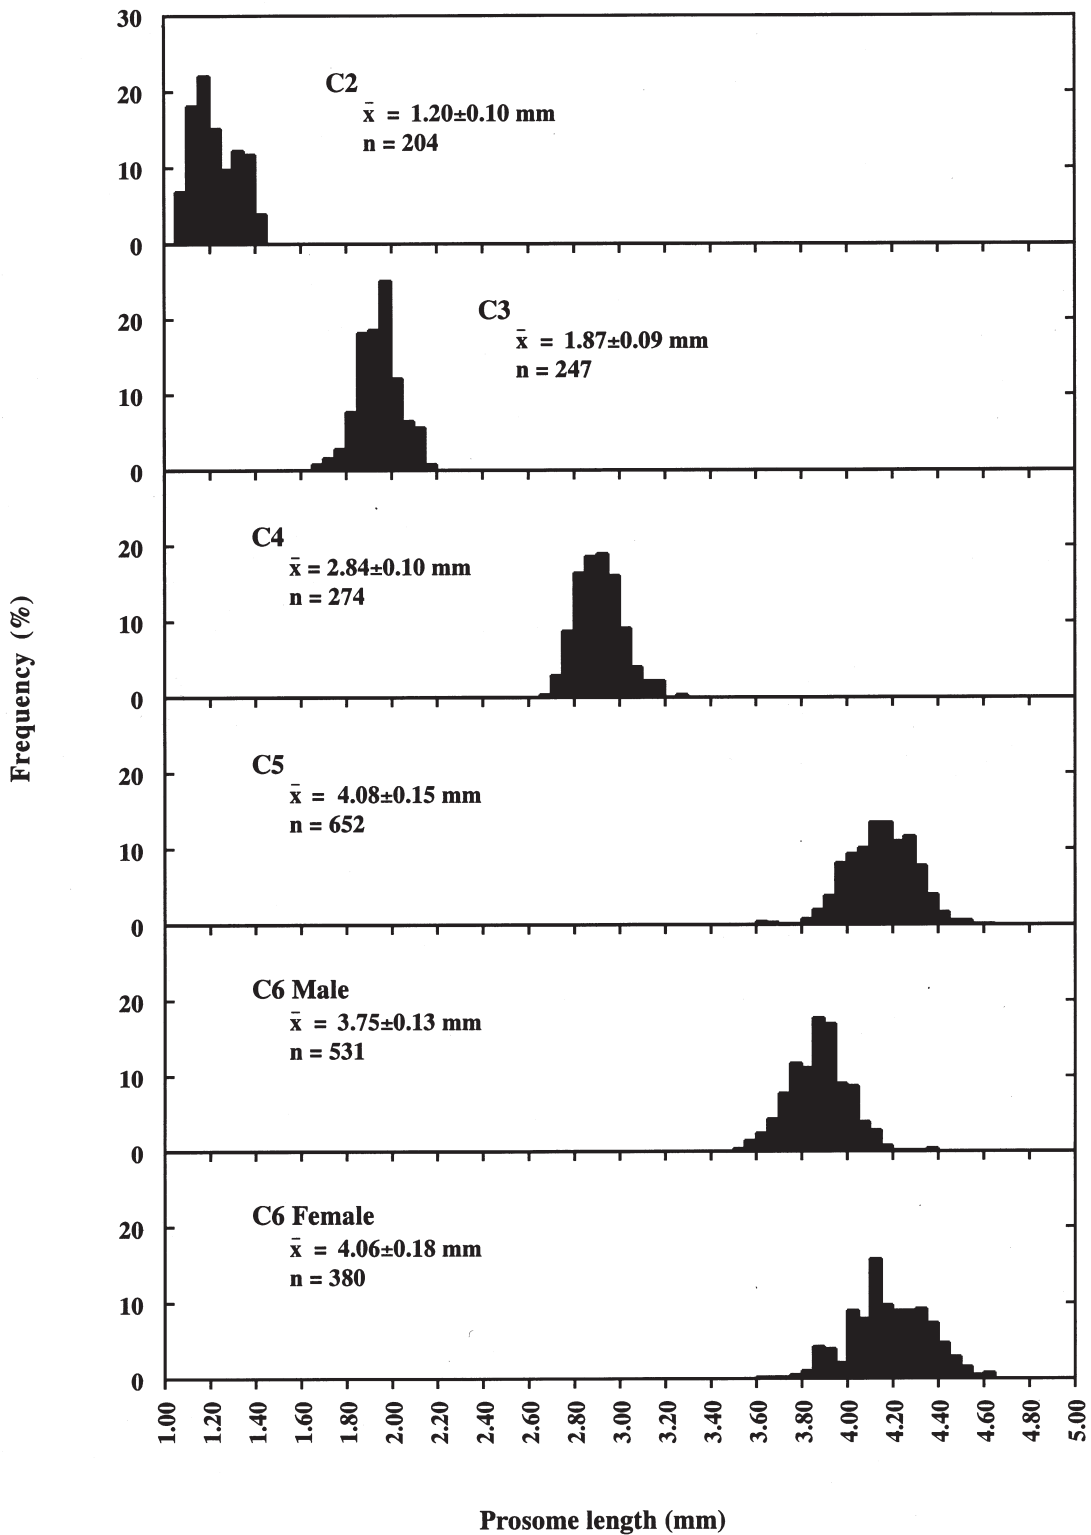 30
20
10
0
C2
x̄ = 1.20±0.10 mm
n = 204
20
10
0
C3
x̄ = 1.87±0.09 mm
n = 247
20
10
0
C4
x̄ = 2.84±0.10 mm
n = 274
20
10
0
C5
x̄ = 4.08±0.15 mm
n = 652
20
10
0
C6 Male
x̄ = 3.75±0.13 mm
n = 531
20
10
0
C6 Female
x̄ = 4.06±0.18 mm
n = 380
Frequency (%)
1.00 1.20 1.40 1.60 1.80 2.00 2.20 2.40 2.60 2.80 3.00 3.20 3.40 3.60 3.80 4.00 4.20 4.40 4.60 4.80 5.00
Prosome length (mm)